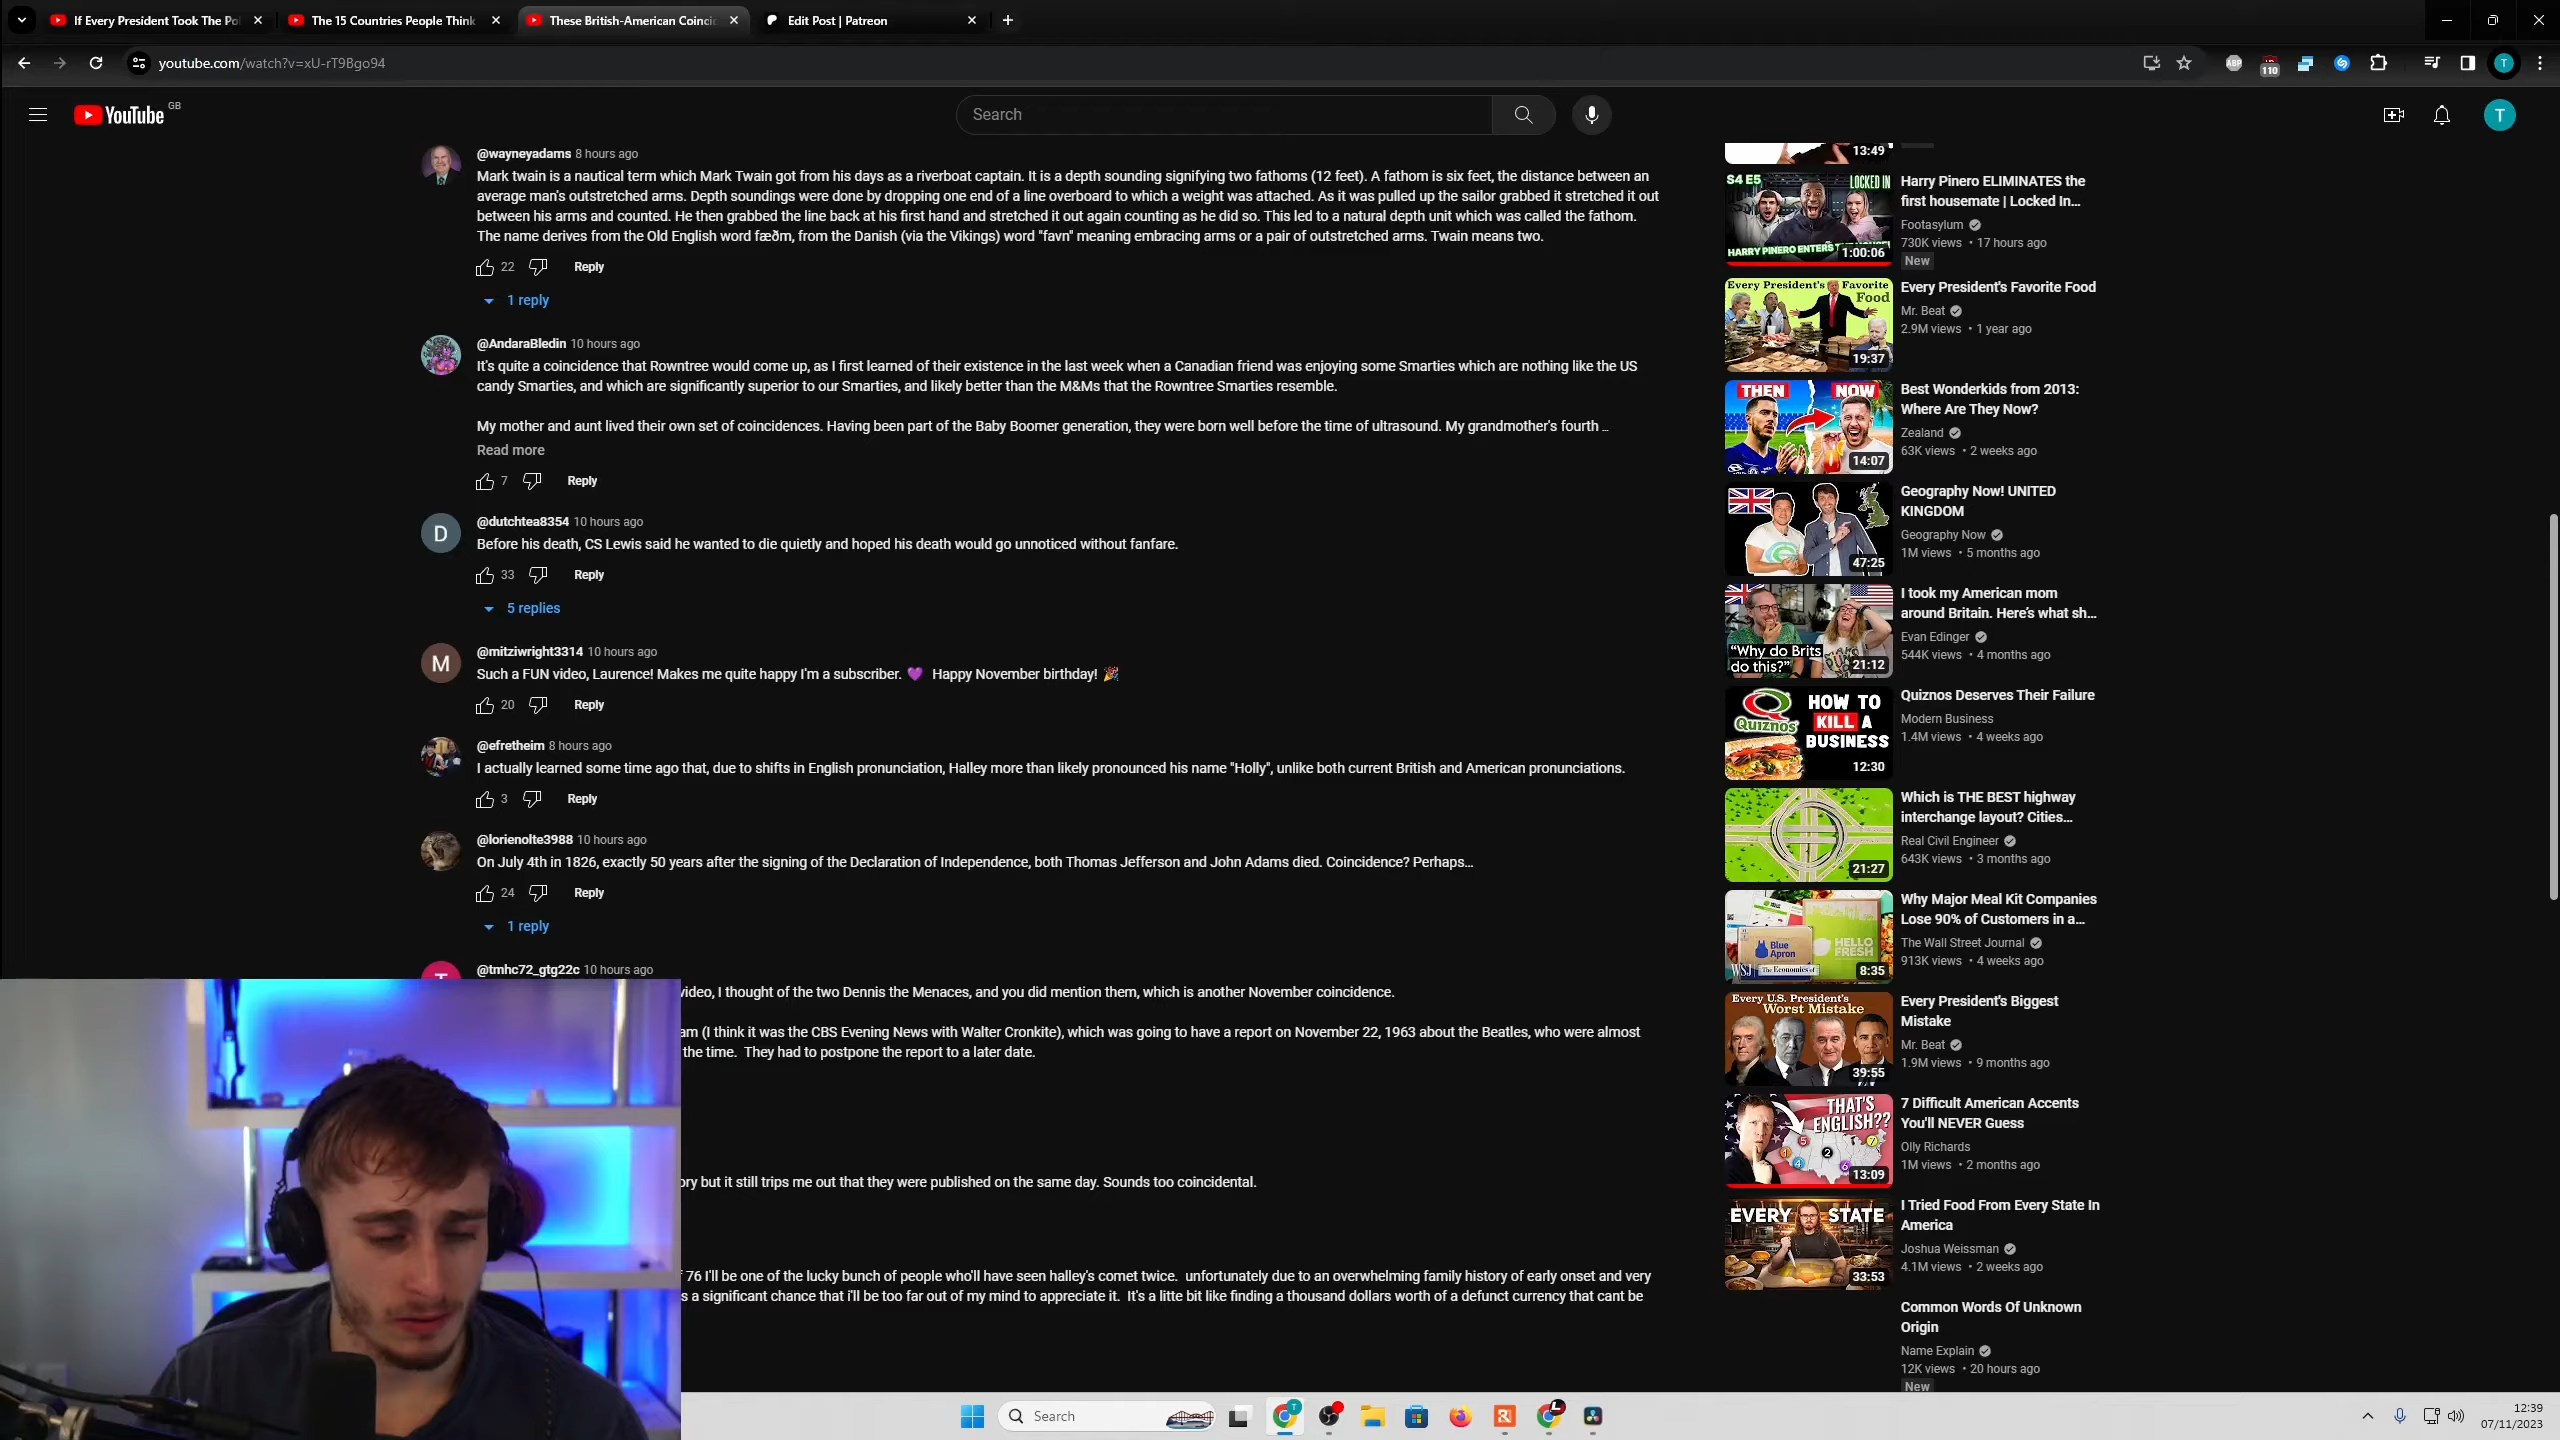 If Every President Took The Pol
The 15 Countries People Think
These British-American Coincid
Edit Post | Patreon
youtube.com/watch?v=xU-rT9Bgo94
ABP
110
T
YouTube
GB
Search
T
@wayneyadams 8 hours ago
Mark twain is a nautical term which Mark Twain got from his days as a riverboat captain. It is a depth sounding signifying two fathoms (12 feet). A fathom is six feet, the distance between an
average man's outstretched arms. Depth soundings were done by dropping one end of a line overboard to which a weight was attached. As it was pulled up the sailor grabbed it stretched it out
between his arms and counted. He then grabbed the line back at his first hand and stretched it out again counting as he did so. This led to a natural depth unit which was called the fathom.
The name derives from the Old English word fæðm, from the Danish (via the Vikings) word "favn" meaning embracing arms or a pair of outstretched arms. Twain means two.
22 Reply
1 reply
@AndaraBledin 10 hours ago
It's quite a coincidence that Rowntree would come up, as I first learned of their existence in the last week when a Canadian friend was enjoying some Smarties which are nothing like the US
candy Smarties, and which are significantly superior to our Smarties, and likely better than the M&Ms that the Rowntree Smarties resemble.
My mother and aunt lived their own set of coincidences. Having been part of the Baby Boomer generation, they were born well before the time of ultrasound. My grandmother's fourth ...
Read more
7 Reply
D
@dutchtea8354 10 hours ago
Before his death, CS Lewis said he wanted to die quietly and hoped his death would go unnoticed without fanfare.
33 Reply
5 replies
M
@mitziwright3314 10 hours ago
Such a FUN video, Laurence! Makes me quite happy I'm a subscriber. 💜 Happy November birthday! 🎉
20 Reply
@efretheim 8 hours ago
I actually learned some time ago that, due to shifts in English pronunciation, Halley more than likely pronounced his name "Holly", unlike both current British and American pronunciations.
3 Reply
@lorienolte3988 10 hours ago
On July 4th in 1826, exactly 50 years after the signing of the Declaration of Independence, both Thomas Jefferson and John Adams died. Coincidence? Perhaps...
24 Reply
1 reply
@tmhc72_gtg22c 10 hours ago
video, I thought of the two Dennis the Menaces, and you did mention them, which is another November coincidence.
am (I think it was the CBS Evening News with Walter Cronkite), which was going to have a report on November 22, 1963 about the Beatles, who were almost
the time. They had to postpone the report to a later date.
ory but it still trips me out that they were published on the same day. Sounds too coincidental.
f 76 I'll be one of the lucky bunch of people who'll have seen halley's comet twice. unfortunately due to an overwhelming family history of early onset and very
s a significant chance that i'll be too far out of my mind to appreciate it. It's a litte bit like finding a thousand dollars worth of a defunct currency that cant be
13:49
S4 E5
LOCKED IN
HARRY PINERO ENTERS THE HOUSE!
1:00:06
Harry Pinero ELIMINATES the
first housemate | Locked In...
Footasylum
730K views • 17 hours ago
New
Every President's Favorite
Food
19:37
Every President's Favorite Food
Mr. Beat
2.9M views • 1 year ago
THEN
NOW
14:07
Best Wonderkids from 2013:
Where Are They Now?
Zealand
63K views • 2 weeks ago
47:25
Geography Now! UNITED
KINGDOM
Geography Now
1M views • 5 months ago
"Why do Brits
do this?"
21:12
I took my American mom
around Britain. Here's what sh...
Evan Edinger
544K views • 4 months ago
Quiznos
HOW TO
KILL A
BUSINESS
12:30
Quiznos Deserves Their Failure
Modern Business
1.4M views • 4 weeks ago
21:27
Which is THE BEST highway
interchange layout? Cities...
Real Civil Engineer
643K views • 3 months ago
Blue
Apron
HELLO
FRESH
WSJ
The Economics of
8:35
Why Major Meal Kit Companies
Lose 90% of Customers in a...
The Wall Street Journal
913K views • 4 weeks ago
Every U.S. President's
Worst Mistake
39:55
Every President's Biggest
Mistake
Mr. Beat
1.9M views • 9 months ago
THAT'S
ENGLISH??
1
2
4
5
6
7
13:09
7 Difficult American Accents
You'll NEVER Guess
Olly Richards
1M views • 2 months ago
EVERY STATE
33:53
I Tried Food From Every State In
America
Joshua Weissman
4.1M views • 2 weeks ago
Common Words Of Unknown
Origin
Name Explain
12K views • 20 hours ago
New
Search
12:39
07/11/2023